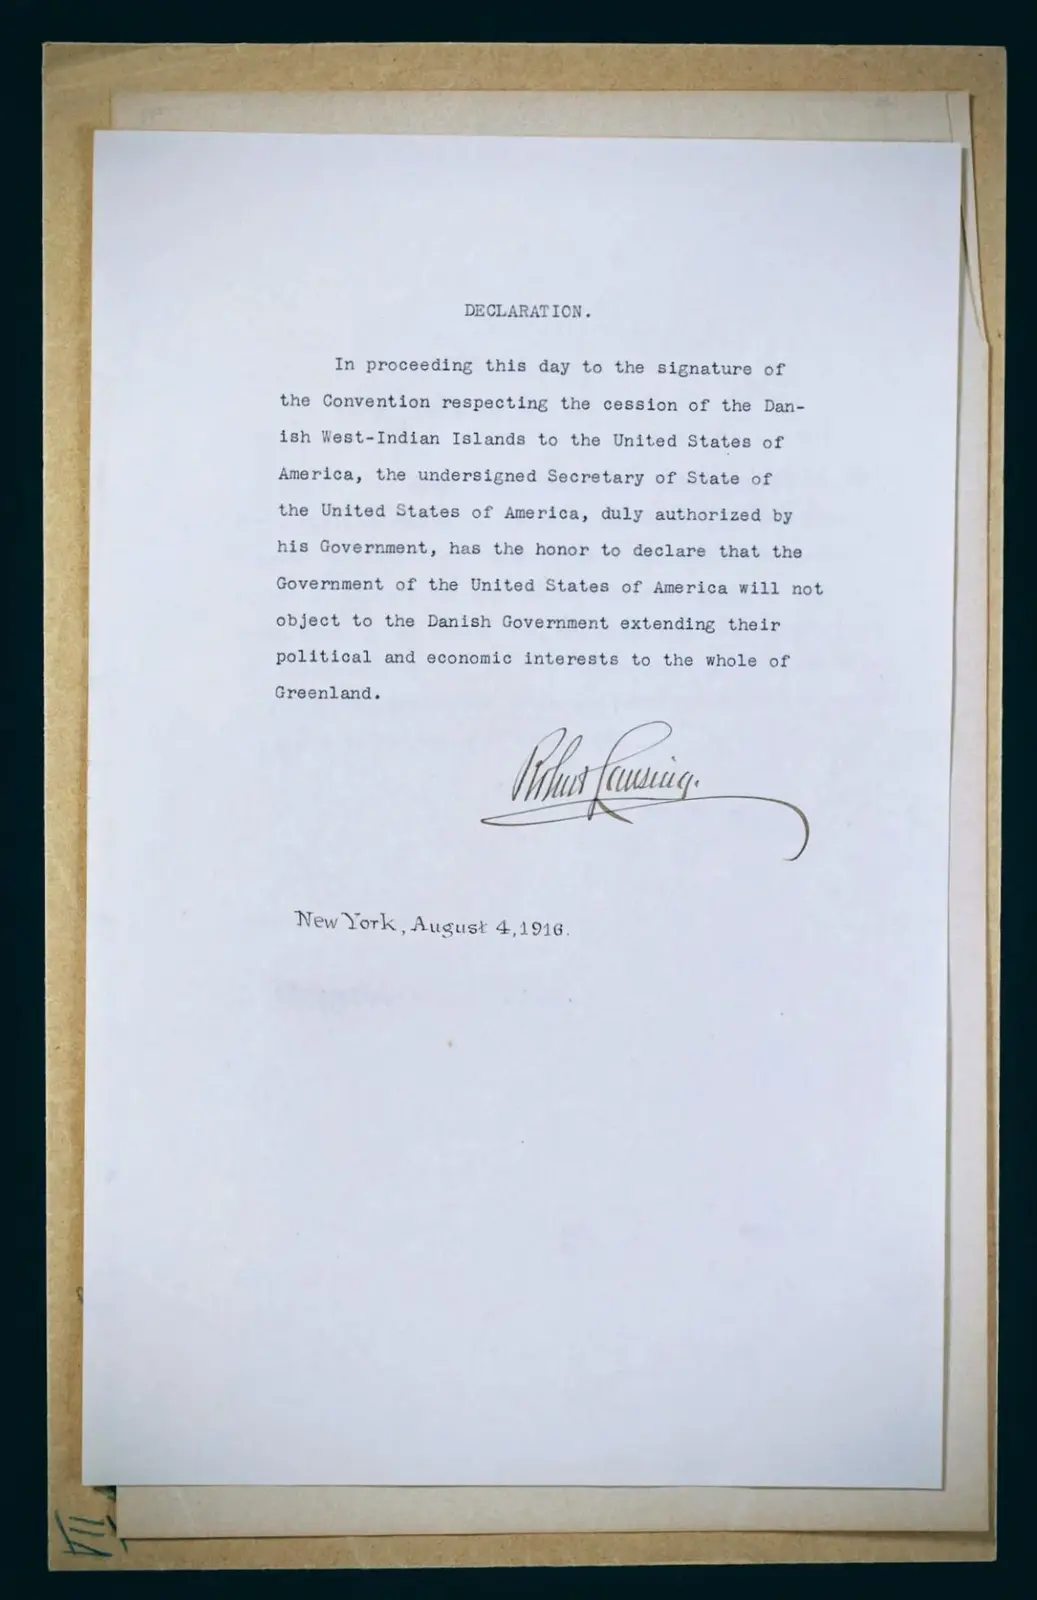 DECLARATION.
In proceeding this day to the signature of
the Convention respecting the cession of the Dan-
ish West-Indian Islands to the United States of
America, the undersigned Secretary of State of
the United States of America, duly authorized by
his Government, has the honor to declare that the
Government of the United States of America will not
object to the Danish Government extending their
political and economic interests to the whole of
Greenland.
Robert Lansing.
New York, August 4, 1916.
VII